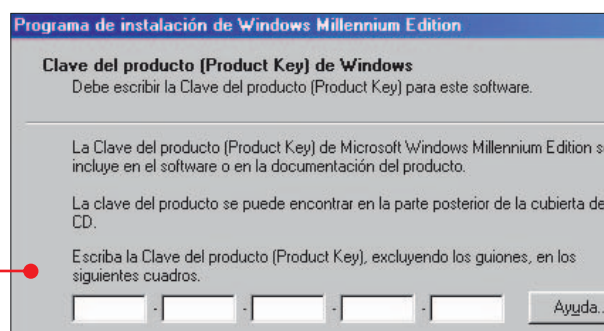 Programa de instalación de Windows Millennium Edition
Clave del producto (Product Key) de Windows
Debe escribir la Clave del producto (Product Key) para este software.
La Clave del producto (Product Key) de Microsoft Windows Millennium Edition
incluye en el software o en la documentación del producto.
La clave del producto se puede encontrar en la parte posterior de la cubierta
CD.
Escriba la Clave del producto (Product Key), excluyendo los guiones, en los
siguientes cuadros.
- - - - Ayuda..